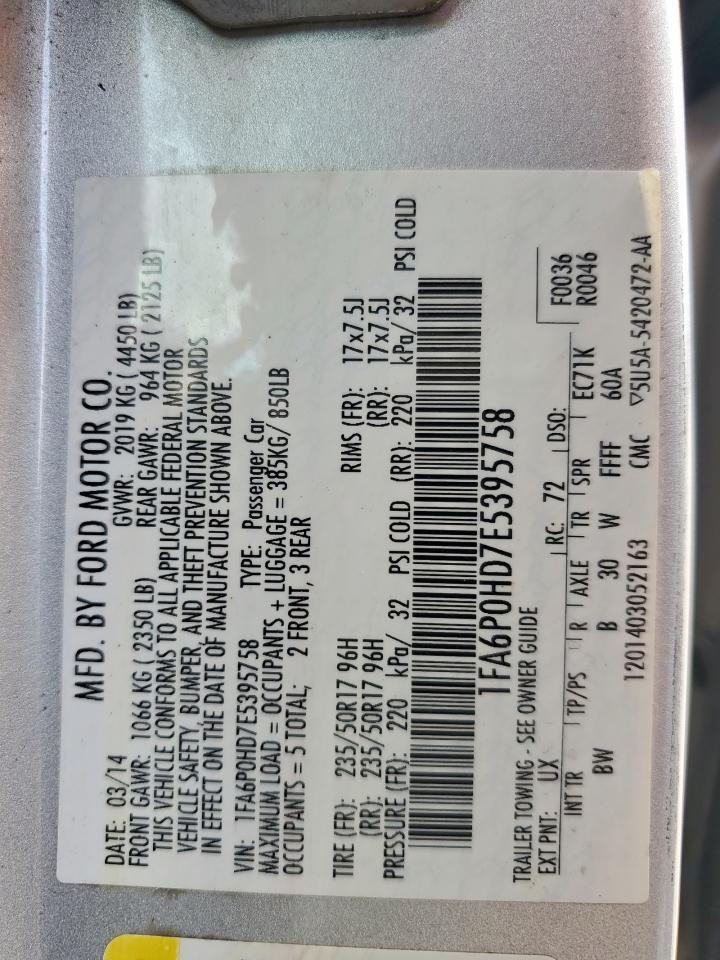 MFD. BY FORD MOTOR CO.
DATE: 03/14 GVWR: 2019 KG ( 4450 LB)
FRONT GAWR: 1066 KG ( 2350 LB) REAR GAWR: 964 KG ( 2125 LB)
THIS VEHICLE CONFORMS TO ALL APPLICABLE FEDERAL MOTOR
VEHICLE SAFETY, BUMPER, AND THEFT PREVENTION STANDARDS
IN EFFECT ON THE DATE OF MANUFACTURE SHOWN ABOVE.
VIN: 1FA6P0HD7E5395758 TYPE: Passenger Car
MAXIMUM LOAD = OCCUPANTS + LUGGAGE = 385KG/ 850LB
OCCUPANTS = 5 TOTAL; 2 FRONT, 3 REAR
TIRE (FR): 235/50R17 96H RIMS (FR): 17x7.5J
(RR): 235/50R17 96H (RR): 17x7.5J
PRESSURE (FR): 220 kPa/ 32 PSI COLD (RR): 220 kPa/ 32 PSI COLD
1FA6P0HD7E5395758
TRAILER TOWING - SEE OWNER GUIDE
F0036
EXT PNT: UX RC: 72 DSO: R0046
INT TR TP/PS R AXLE TR SPR EC71K
BW B 30 W FFFF 60A
1201403052163 CMC ▽5U5A-5420472-AA